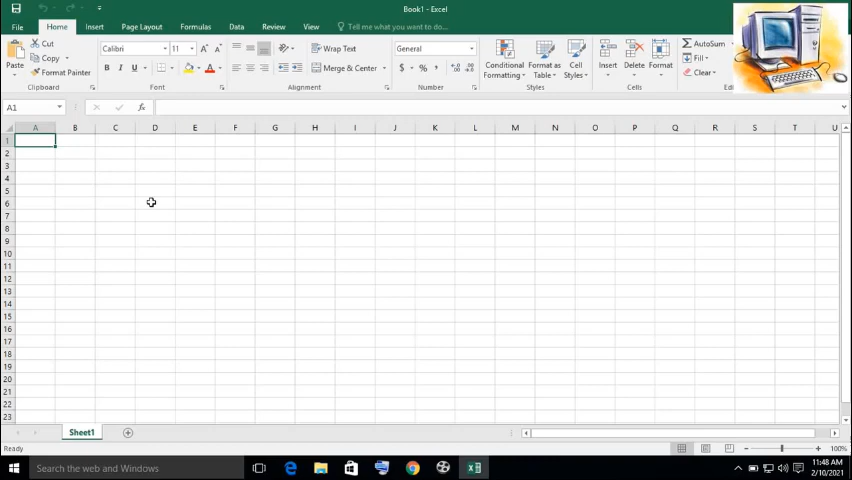 Book1 - Excel
File Home Insert Page Layout Formulas Data Review View Tell me what you want to do...
Paste
Cut
Copy
Format Painter
Clipboard
Calibri 11
B I U
Font
Wrap Text
Merge & Center
Alignment
General
$ % ,
Number
Conditional Formatting
Format as Table
Cell Styles
Styles
Insert Delete Format
Cells
AutoSum
Fill
Clear
A1 fx
A B C D E F G H I J K L M N O P Q R S T U
1
2
3
4
5
6
7
8
9
10
11
12
13
14
15
16
17
18
19
20
21
22
23
Sheet1
Ready 100%
Search the web and Windows
11:48 AM
2/10/2021